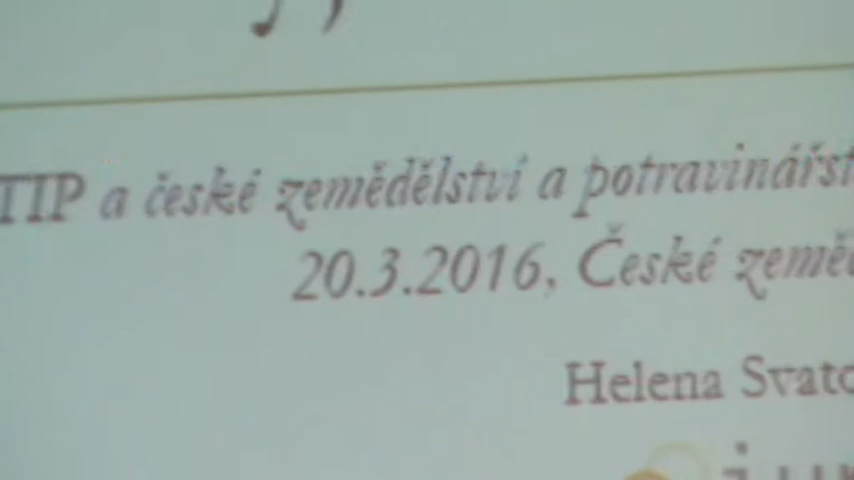 TIP a české zemědělství a potravinářst
20.3.2016, České země
Helena Svato